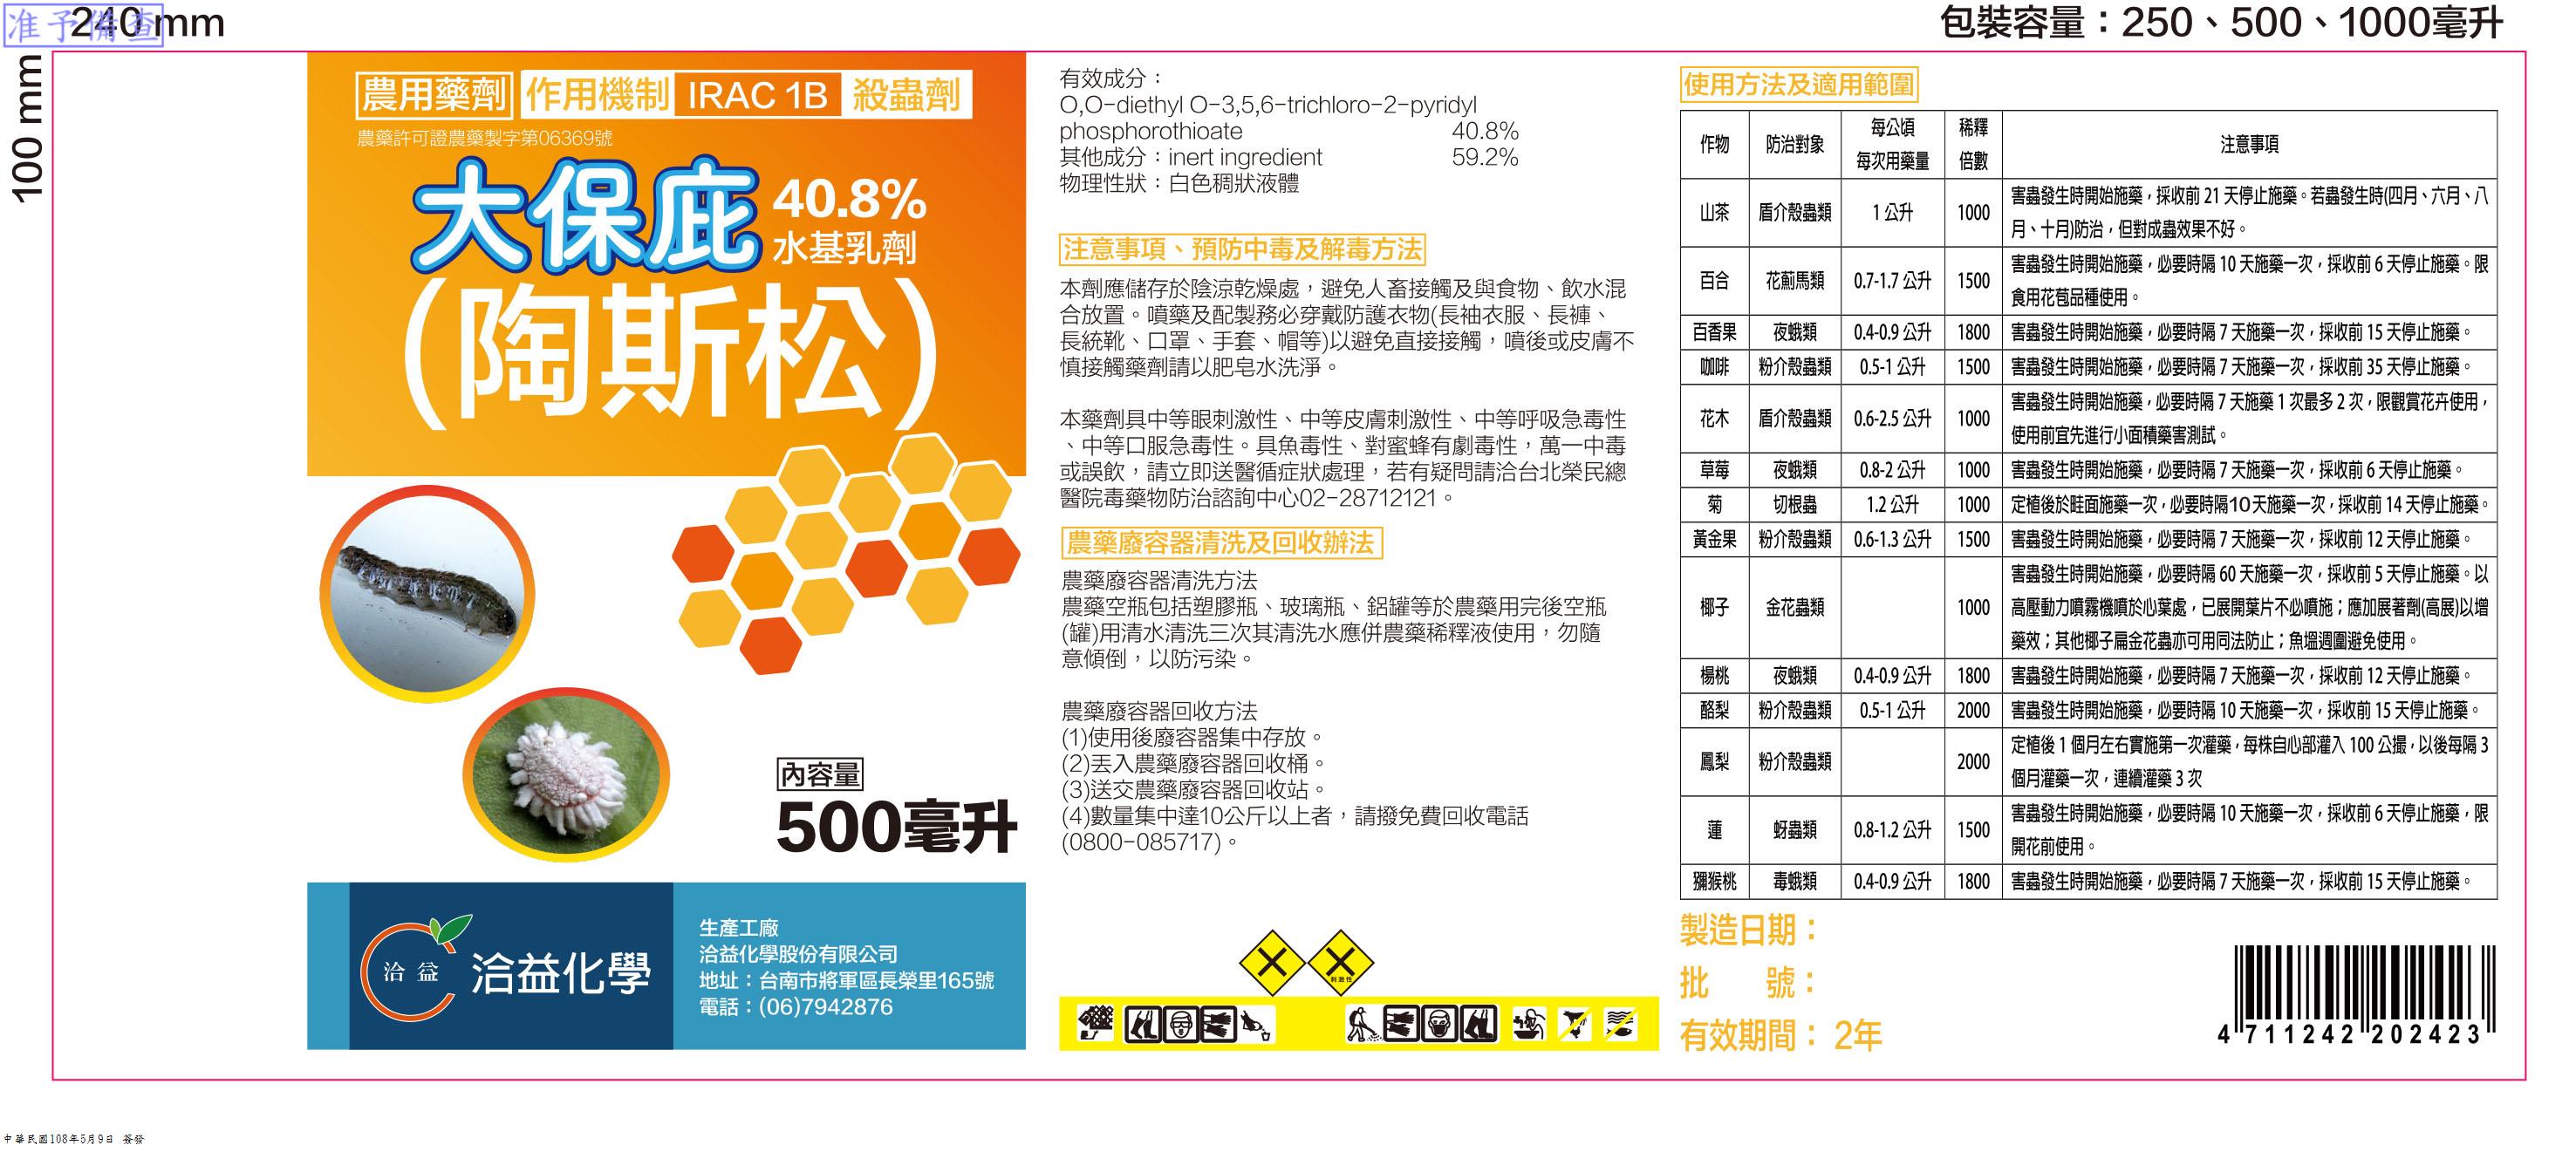 准予備查
240 mm
包裝容量：250、500、1000毫升
100 mm
農用藥劑 作用機制 IRAC 1B 殺蟲劑
農藥許可證農藥製字第06369號
大保庇 40.8%
水基乳劑
(陶斯松)
內容量
500毫升
洽益
洽益化學
生產工廠
洽益化學股份有限公司
地址：台南市將軍區長榮里165號
電話：(06)7942876
有效成分：
O,O-diethyl O-3,5,6-trichloro-2-pyridyl
phosphorothioate 40.8%
其他成分：inert ingredient 59.2%
物理性狀：白色稠狀液體
注意事項、預防中毒及解毒方法
本劑應儲存於陰涼乾燥處，避免人畜接觸及與食物、飲水混
合放置。噴藥及配製務必穿戴防護衣物(長袖衣服、長褲、
長統靴、口罩、手套、帽等)以避免直接接觸，噴後或皮膚不
慎接觸藥劑請以肥皂水洗淨。
本藥劑具中等眼刺激性、中等皮膚刺激性、中等呼吸急毒性
、中等口服急毒性。具魚毒性、對蜜蜂有劇毒性，萬一中毒
或誤飲，請立即送醫循症狀處理，若有疑問請洽台北榮民總
醫院毒藥物防治諮詢中心02-28712121。
農藥廢容器清洗及回收辦法
農藥廢容器清洗方法
農藥空瓶包括塑膠瓶、玻璃瓶、鋁罐等於農藥用完後空瓶
(罐)用清水清洗三次其清洗水應併農藥稀釋液使用，勿隨
意傾倒，以防污染。
農藥廢容器回收方法
(1)使用後廢容器集中存放。
(2)丟入農藥廢容器回收桶。
(3)送交農藥廢容器回收站。
(4)數量集中達10公斤以上者，請撥免費回收電話
(0800-085717)。
刺激性
使用方法及適用範圍
作物 防治對象 每公頃 每次用藥量 稀釋 倍數 注意事項
山茶 盾介殼蟲類 1 公升 1000 害蟲發生時開始施藥，採收前 21 天停止施藥。若蟲發生時(四月、六月、八
月、十月)防治，但對成蟲效果不好。
百合 花薊馬類 0.7-1.7 公升 1500 害蟲發生時開始施藥，必要時隔 10 天施藥一次，採收前 6 天停止施藥。限
食用花苞品種使用。
百香果 夜蛾類 0.4-0.9 公升 1800 害蟲發生時開始施藥，必要時隔 7 天施藥一次，採收前 15 天停止施藥。
咖啡 粉介殼蟲類 0.5-1 公升 1500 害蟲發生時開始施藥，必要時隔 7 天施藥一次，採收前 35 天停止施藥。
花木 盾介殼蟲類 0.6-2.5 公升 1000 害蟲發生時開始施藥，必要時隔 7 天施藥 1 次最多 2 次，限觀賞花卉使用，
使用前宜先進行小面積藥害測試。
草莓 夜蛾類 0.8-2 公升 1000 害蟲發生時開始施藥，必要時隔 7 天施藥一次，採收前 6 天停止施藥。
菊 切根蟲 1.2 公升 1000 定植後於畦面施藥一次，必要時隔10天施藥一次，採收前 14 天停止施藥。
黃金果 粉介殼蟲類 0.6-1.3 公升 1500 害蟲發生時開始施藥，必要時隔 7 天施藥一次，採收前 12 天停止施藥。
椰子 金花蟲類 1000 害蟲發生時開始施藥，必要時隔 60 天施藥一次，採收前 5 天停止施藥。以
高壓動力噴霧機噴於心葉處，已展開葉片不必噴施；應加展著劑(高展)以增
藥效；其他椰子扁金花蟲亦可用同法防止；魚塭週圍避免使用。
楊桃 夜蛾類 0.4-0.9 公升 1800 害蟲發生時開始施藥，必要時隔 7 天施藥一次，採收前 12 天停止施藥。
酪梨 粉介殼蟲類 0.5-1 公升 2000 害蟲發生時開始施藥，必要時隔 10 天施藥一次，採收前 15 天停止施藥。
鳳梨 粉介殼蟲類 2000 定植後 1 個月左右實施第一次灌藥，每株自心部灌入 100 公撮，以後每隔 3
個月灌藥一次，連續灌藥 3 次
蓮 蚜蟲類 0.8-1.2 公升 1500 害蟲發生時開始施藥，必要時隔 10 天施藥一次，採收前 6 天停止施藥，限
開花前使用。
獼猴桃 毒蛾類 0.4-0.9 公升 1800 害蟲發生時開始施藥，必要時隔 7 天施藥一次，採收前 15 天停止施藥。
製造日期：
批 號：
有效期間：2年
4 711242 202423
中華民國108年5月9日 簽發